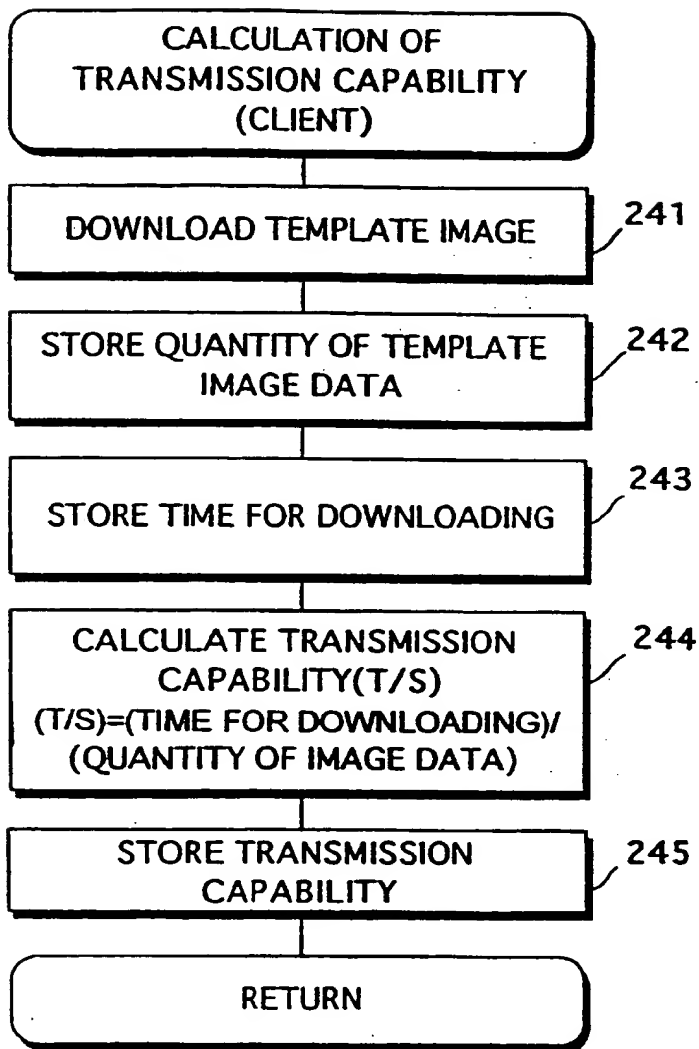 CALCULATION OF
TRANSMISSION CAPABILITY
(CLIENT)
DOWNLOAD TEMPLATE IMAGE
241
STORE QUANTITY OF TEMPLATE
IMAGE DATA
242
STORE TIME FOR DOWNLOADING
243
CALCULATE TRANSMISSION
CAPABILITY(T/S)
(T/S)=(TIME FOR DOWNLOADING)/
(QUANTITY OF IMAGE DATA)
244
STORE TRANSMISSION
CAPABILITY
245
RETURN